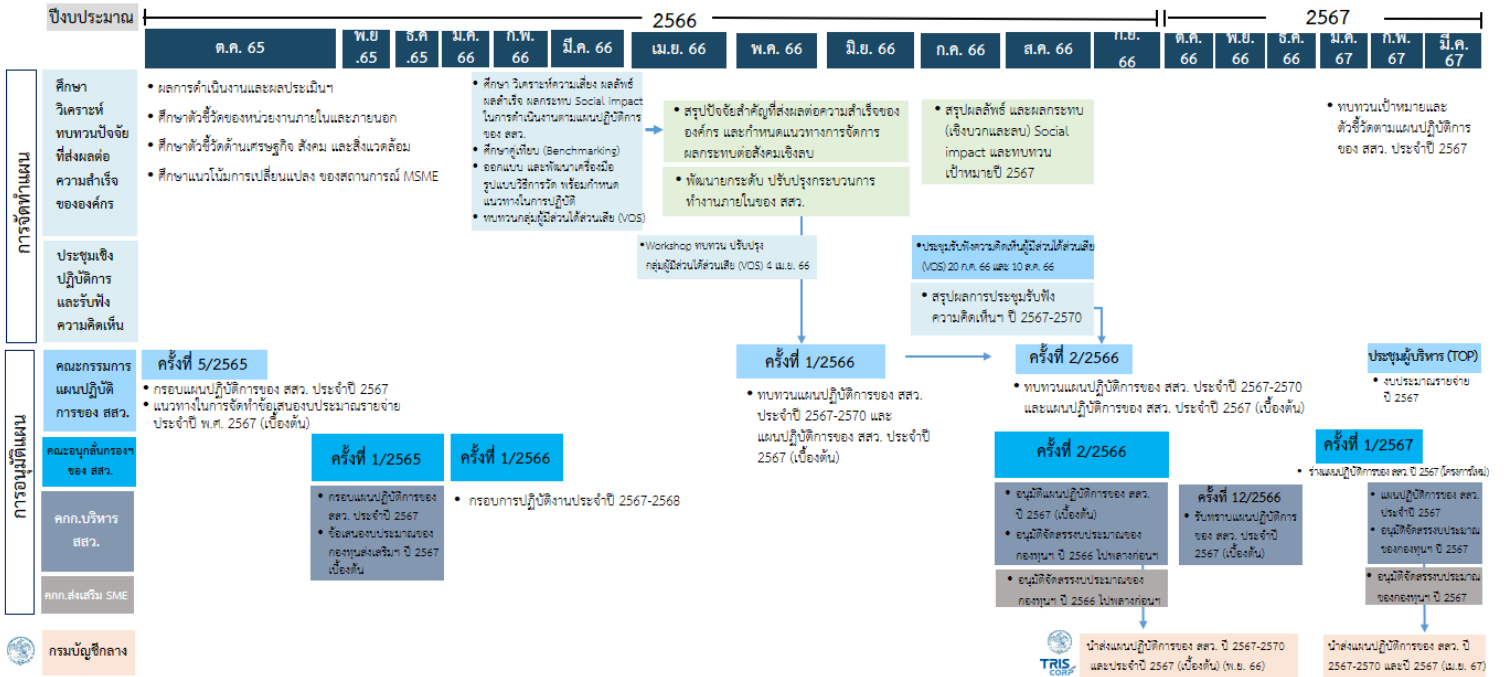 ปีงบประมาณ
2566
2567
ต.ค. 65
พ.ย
.65
ธ.ค
.65
ม.ค.
66
ก.พ.
66
มี.ค. 66
เม.ย. 66
พ.ค. 66
มิ.ย. 66
ก.ค. 66
ส.ค. 66
ก.ย.
66
ต.ค.
66
พ.ย.
66
ธ.ค.
66
ม.ค.
67
ก.พ.
67
มี.ค.
67
การจัดทำแผน
ศึกษา
วิเคราะห์
ทบทวนปัจจัย
ที่ส่งผลต่อ
ความสำเร็จ
ขององค์กร
• ผลการดำเนินงานและผลประเมินฯ
• ศึกษาตัวชี้วัดของหน่วยงานภายในและภายนอก
• ศึกษาตัวชี้วัดด้านเศรษฐกิจ สังคม และสิ่งแวดล้อม
• ศึกษาแนวโน้มการเปลี่ยนแปลง ของสถานการณ์ MSME
• ศึกษา วิเคราะห์ความเสี่ยง ผลลัพธ์
ผลสำเร็จ ผลกระทบ Social impact
ในการดำเนินงานตามแผนปฏิบัติการ
ของ สสว.
• ศึกษาคู่เทียบ (Benchmarking)
• ออกแบบ และพัฒนาเครื่องมือ
รูปแบบวิธีการวัด พร้อมกำหนด
แนวทางในการปฏิบัติ
• ทบทวนกลุ่มผู้มีส่วนได้ส่วนเสีย (VOS)
• สรุปปัจจัยสำคัญที่ส่งผลต่อความสำเร็จของ
องค์กร และกำหนดแนวทางการจัดการ
ผลกระทบต่อสังคมเชิงลบ
• พัฒนายกระดับ ปรับปรุงกระบวนการ
ทำงานภายในของ สสว.
• สรุปผลลัพธ์ และผลกระทบ
(เชิงบวกและลบ) Social
impact และทบทวน
เป้าหมายปี 2567
• ทบทวนเป้าหมายและ
ตัวชี้วัดตามแผนปฏิบัติการ
ของ สสว. ประจำปี 2567
ประชุมเชิง
ปฏิบัติการ
และรับฟัง
ความคิดเห็น
•Workshop ทบทวน ปรับปรุง
กลุ่มผู้มีส่วนได้ส่วนเสีย (VOS) 4 เม.ย. 66
•ประชุมรับฟังความคิดเห็นผู้มีส่วนได้ส่วนเสีย
(VOS) 20 ก.ค. 66 และ 10 ส.ค. 66
• สรุปผลการประชุมรับฟัง
ความคิดเห็นฯ ปี 2567-2570
การอนุมัติแผน
คณะกรรมการ
แผนปฏิบัติ
การของ สสว.
ครั้งที่ 5/2565
• กรอบแผนปฏิบัติการของ สสว. ประจำปี 2567
• แนวทางในการจัดทำข้อเสนองบประมาณรายจ่าย
ประจำปี พ.ศ. 2567 (เบื้องต้น)
ครั้งที่ 1/2566
• ทบทวนแผนปฏิบัติการของ สสว.
ประจำปี 2567-2570 และ
แผนปฏิบัติการของ สสว. ประจำปี
2567 (เบื้องต้น)
ครั้งที่ 2/2566
• ทบทวนแผนปฏิบัติการของ สสว. ประจำปี 2567-2570
และแผนปฏิบัติการของ สสว. ประจำปี 2567 (เบื้องต้น)
ประชุมผู้บริหาร (TOP)
• งบประมาณรายจ่าย
ปี 2567
คณะอนุกลั่นกรองฯ
ของ สสว.
ครั้งที่ 1/2565
ครั้งที่ 1/2566
• กรอบการปฏิบัติงานประจำปี 2567-2568
ครั้งที่ 2/2566
ครั้งที่ 1/2567
• ร่างแผนปฏิบัติการของ สสว. ปี 2567 (โครงการใหม่)
คกก.บริหาร
สสว.
• กรอบแผนปฏิบัติการของ
สสว. ประจำปี 2567
• ข้อเสนองบประมาณของ
กองทุนส่งเสริมฯ ปี 2567
เบื้องต้น
• อนุมัติแผนปฏิบัติการของ สสว.
ปี 2567 (เบื้องต้น)
• อนุมัติจัดสรรงบประมาณของ
กองทุนฯ ปี 2566 ไปพลางก่อนฯ
ครั้งที่ 12/2566
• รับทราบแผนปฏิบัติการ
ของ สสว. ประจำปี
2567 (เบื้องต้น)
• แผนปฏิบัติการของ สสว.
ประจำปี 2567
• อนุมัติจัดสรรงบประมาณ
ของกองทุนฯ ปี 2567
คกก.ส่งเสริม SME
• อนุมัติจัดสรรงบประมาณของ
กองทุนฯ ปี 2566 ไปพลางก่อนฯ
• อนุมัติจัดสรรงบประมาณ
ของกองทุนฯ ปี 2567
กรมบัญชีกลาง
TRIS
CORP
นำส่งแผนปฏิบัติการของ สสว. ปี 2567-2570
และประจำปี 2567 (เบื้องต้น) (พ.ย. 66)
นำส่งแผนปฏิบัติการของ สสว. ปี
2567-2570 และปี 2567 (เม.ย. 67)